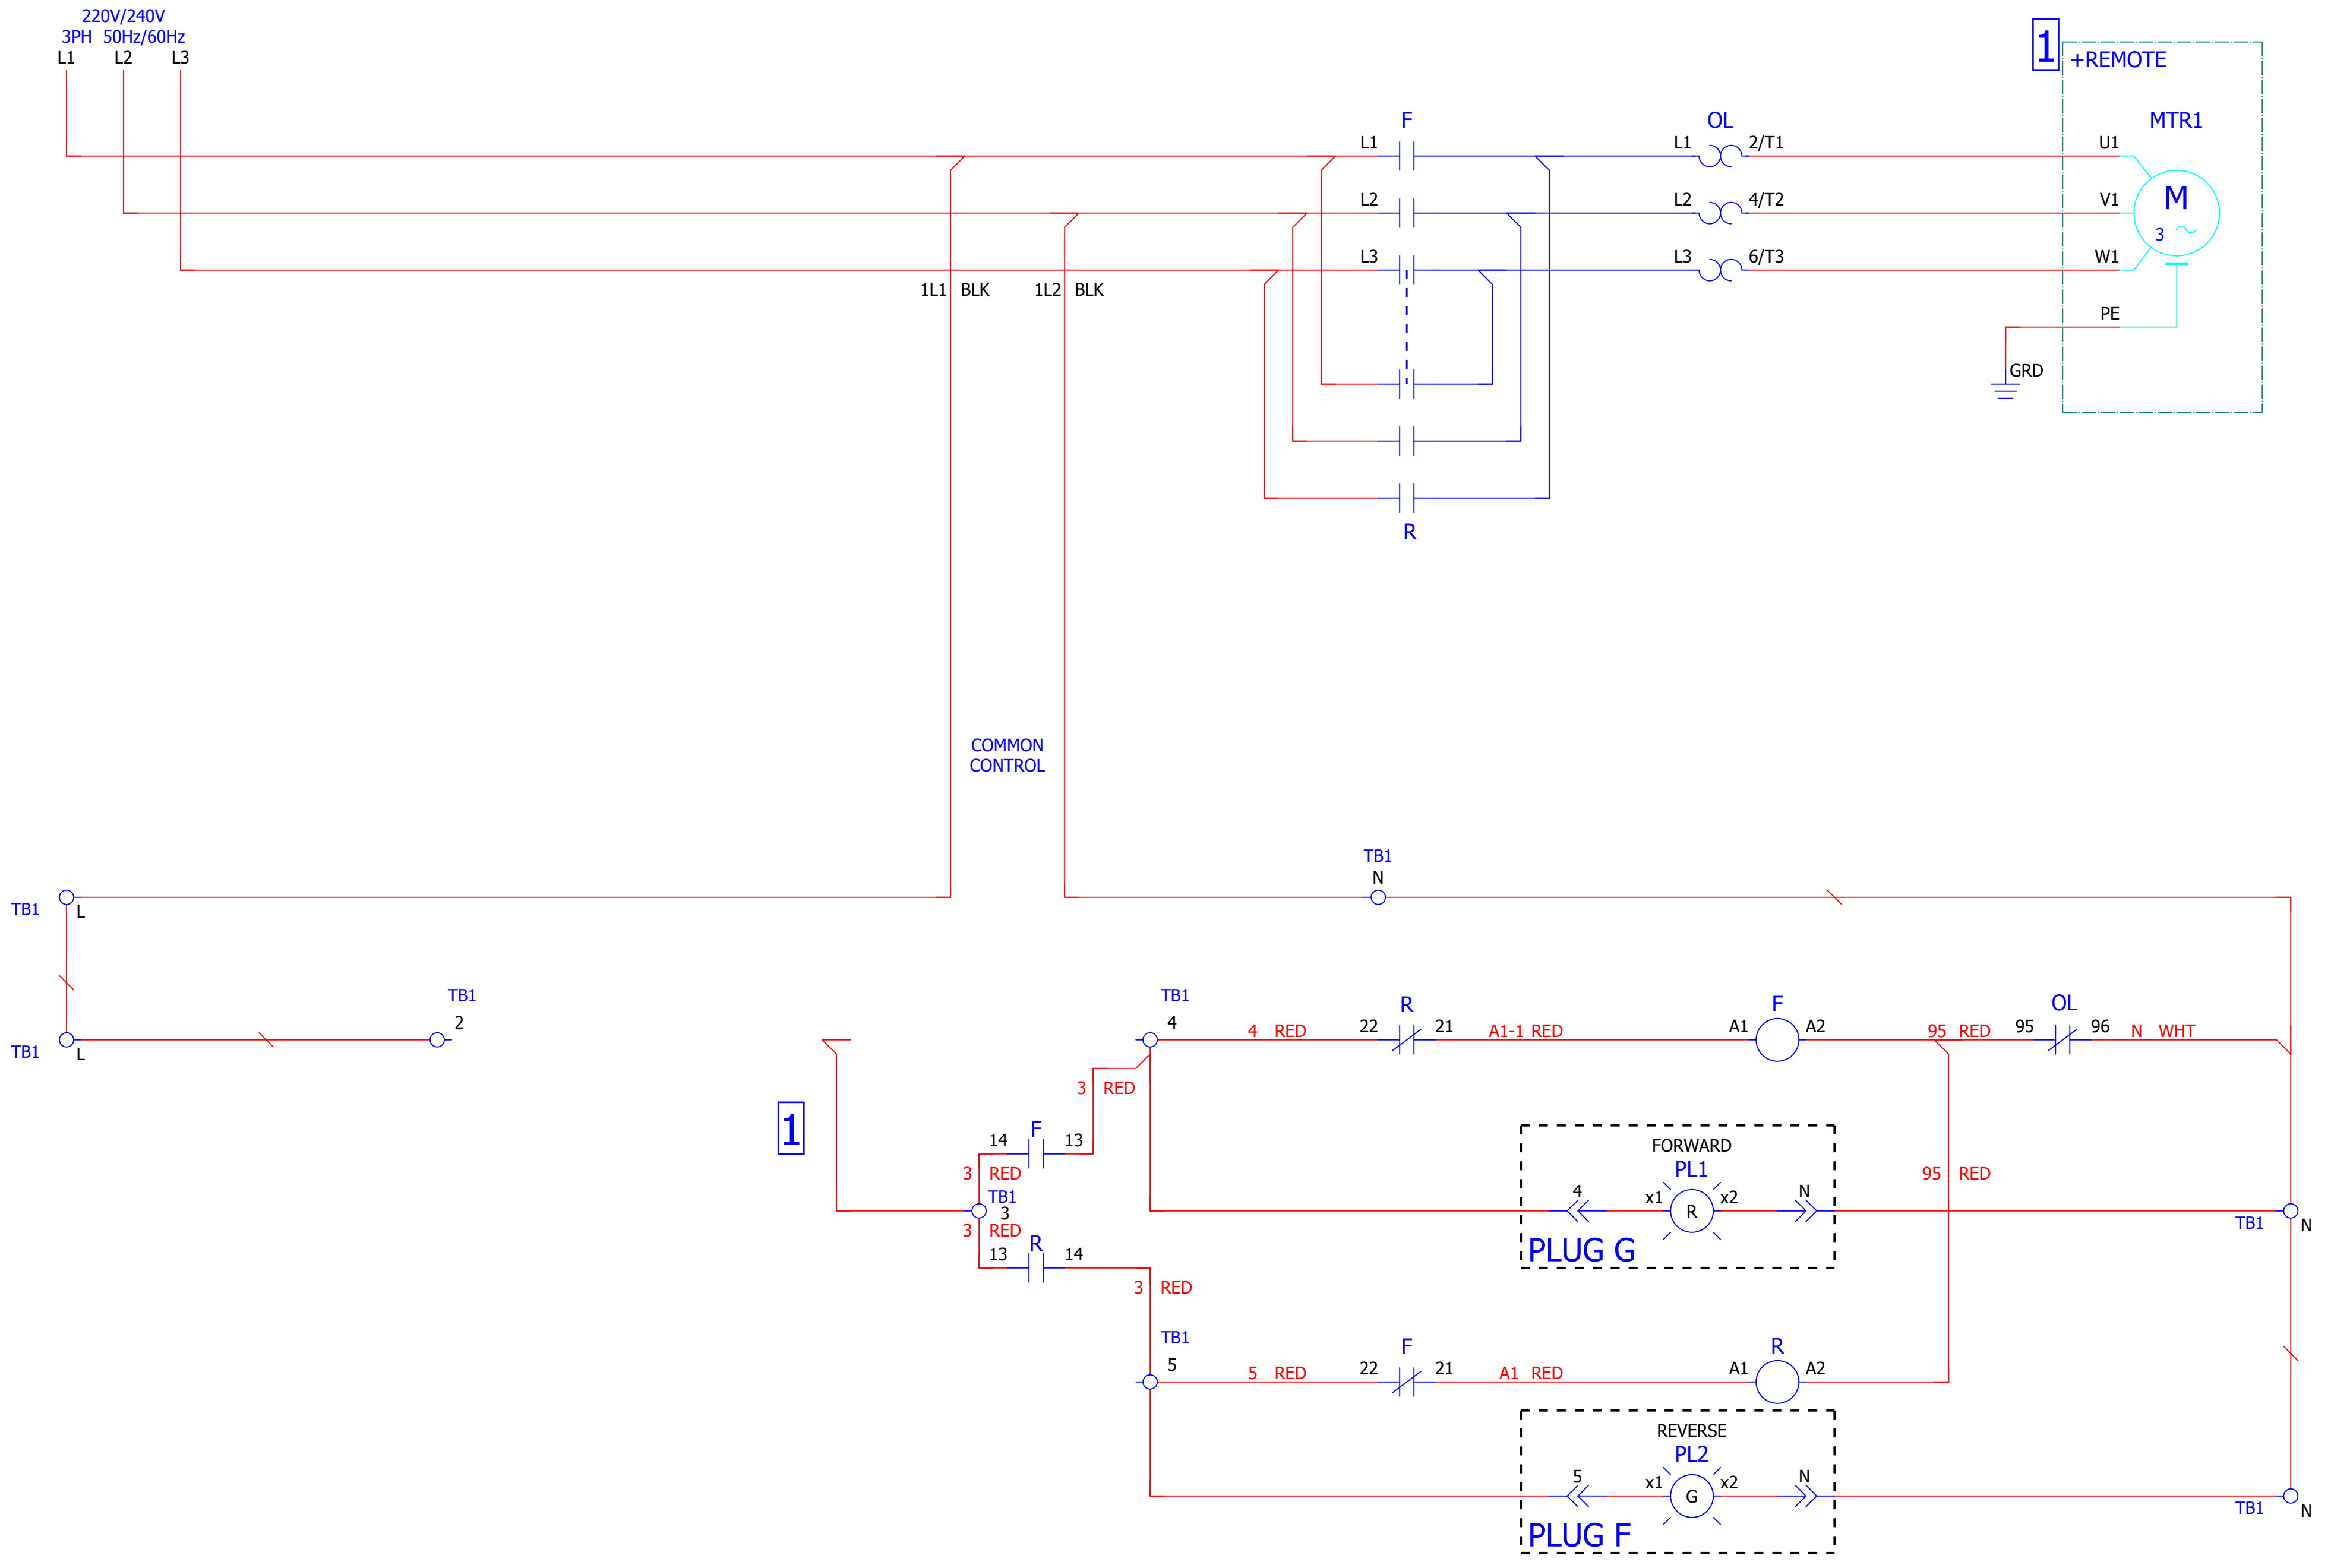 220V/240V
3PH 50Hz/60Hz
L1 L2 L3
1
+REMOTE
F OL MTR1
L1 L1 2/T1 U1
L2 L2 4/T2 V1
M
3
L3 L3 6/T3 W1
1L1 BLK 1L2 BLK
PE
GRD
R
COMMON
CONTROL
TB1
N
TB1 L
TB1
2
TB1
4
R F OL
4 RED 22 21 A1-1 RED A1 A2 95 RED 95 96 N WHT
TB1 L
3 RED
1
F
14 13
FORWARD
PL1
3 RED
95 RED
TB1
3
4 x1 R x2 N
TB1 N
3 RED
R
13 14
PLUG G
3 RED
TB1
5
F R
5 RED 22 21 A1 RED A1 A2
REVERSE
PL2
5 x1 G x2 N
TB1 N
PLUG F